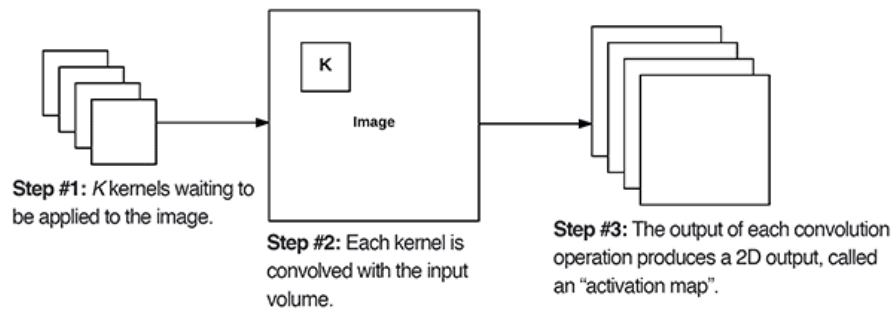 K
Image
Step #1: K kernels waiting to
be applied to the image.
Step #2: Each kernel is
convolved with the input
volume.
Step #3: The output of each convolution
operation produces a 2D output, called
an “activation map”.